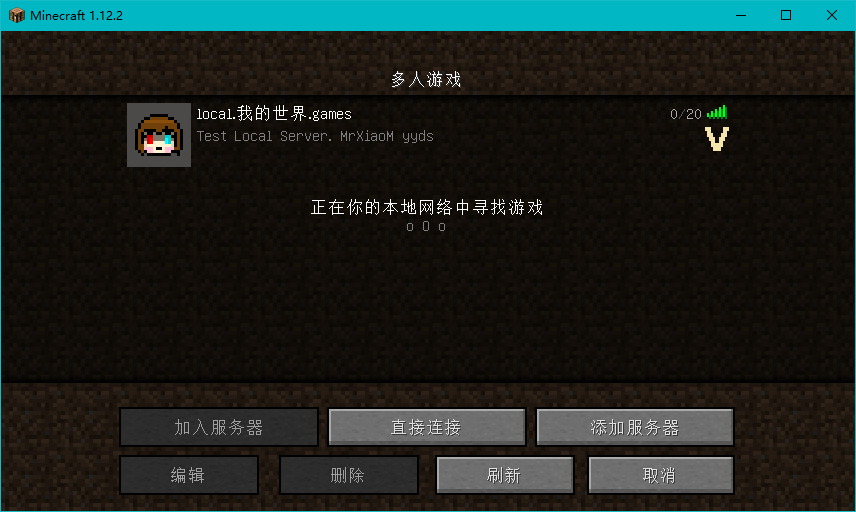 Minecraft 1.12.2
多人游戏
local.我的世界.games
0/20
Test Local Server. MrXiaoM yyds
V
正在你的本地网络中寻找游戏
o O o
加入服务器
直接连接
添加服务器
编辑
删除
刷新
取消